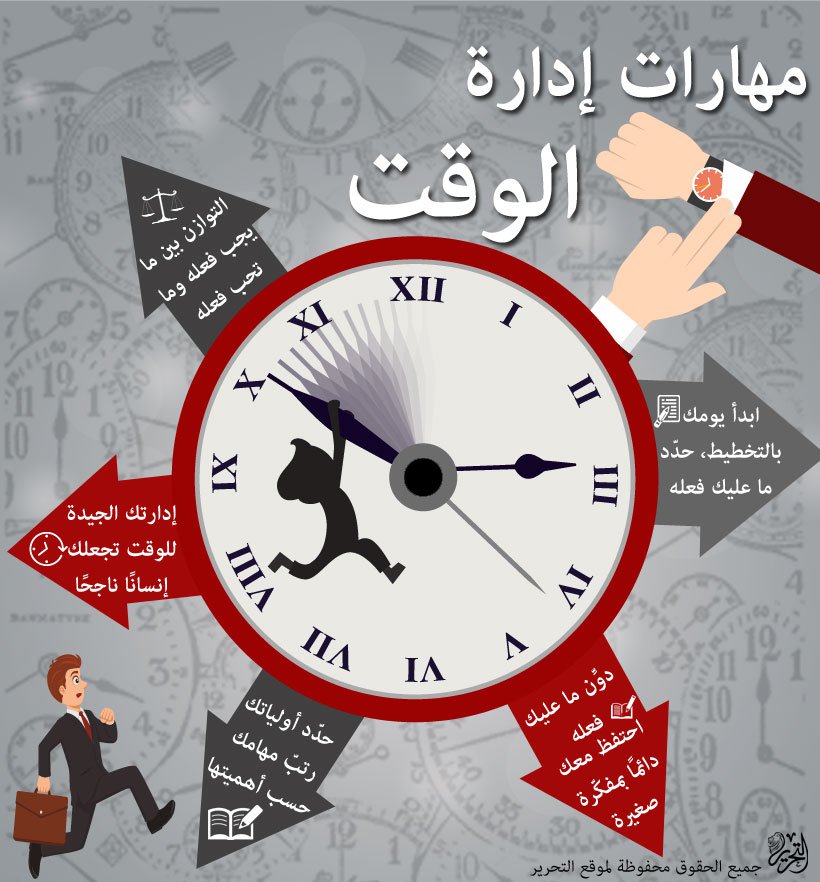 مهارات إدارة
الوقت
التوازن بين ما
يجب فعله وما
تحب فعله
ابدأ يومك
بالتخطيط، حدّد
ما عليك فعله
إدارتك الجيدة
للوقت تجعلك
إنسانًا ناجحًا
دوّن ما عليك
فعله
احتفظ معك
دائمًا بمفكّرة
صغيرة
حدّد أولياتك
رتبّ مهامك
حسب أهميتها
XII
I
II
III
IV
V
VI
VII
VIII
IX
X
XI
التحرير
جميع الحقوق محفوظة لموقع التحرير